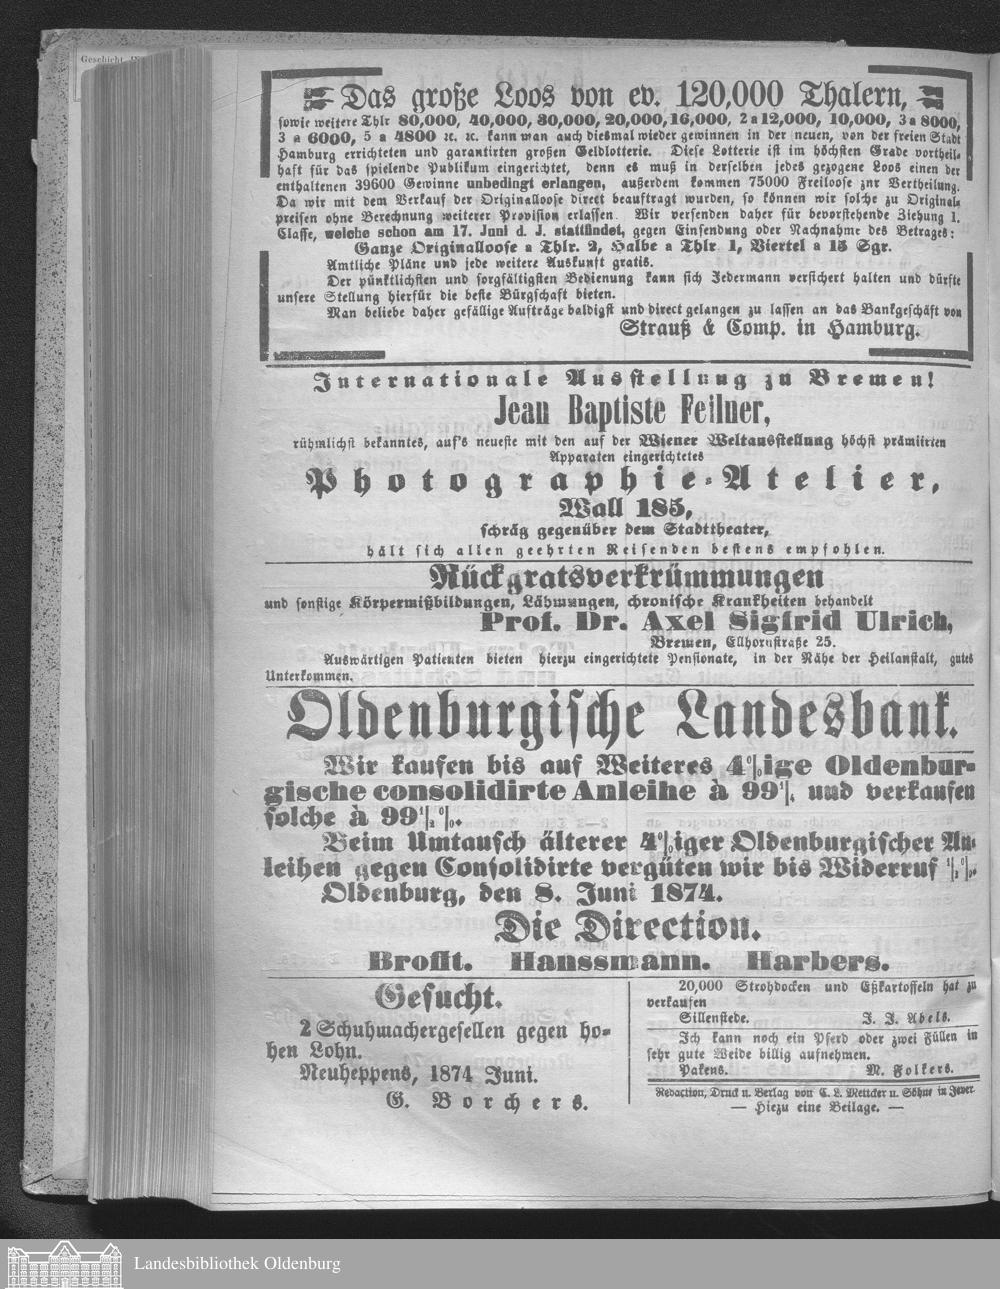 Geschicht
Das große Loos von ev. 120,000 Thalern,
sowie weitere Thlr 80,000, 40,000, 30,000, 20,000, 16,000, 2 a 12,000, 10,000, 3 a 8000,
3 a 6000, 5 a 4800 ꝛc. ꝛc. kann man auch diesmal wieder gewinnen in der neuen, von der freien Stadt
Hamburg errichteten und garantirten großen Geldlotterie. Diese Lotterie ist im höchsten Grade vortheil-
haft für das spielende Publikum eingerichtet, denn es muß in derselben jedes gezogene Loos einen der
enthaltenen 39600 Gewinne unbedingt erlangen, außerdem kommen 75000 Freiloose znr Vertheilung.
Da wir mit dem Verkauf der Originalloose direct beauftragt wurden, so können wir solche zu Original-
preisen ohne Berechnung weiterer Provision erlassen. Wir versenden daher für bevorstehende Ziehung 1.
Classe, welche schon am 17. Juni d. J. stattfindet, gegen Einsendung oder Nachnahme des Betrages:
Ganze Originalloose a Thlr. 2, Halbe a Thlr 1, Viertel a 15 Sgr.
Amtliche Pläne und jede weitere Auskunft gratis.
Der pünktlichsten und sorgfältigsten Bedienung kann sich Jedermann versichert halten und dürfte
unsere Stellung hierfür die beste Bürgschaft bieten.
Man beliebe daher gefällige Aufträge baldigst und direct gelangen zu lassen an das Bankgeschäft von
Strauß & Comp. in Hamburg.
Internationale Ausstellung zu Bremen!
Jean Baptiste Feilner,
rühmlichst bekanntes, auf's neueste mit den auf der Wiener Weltausstellung höchst prämiirten
Apparaten eingerichtetes
Photographie-Atelier,
Wall 185,
schräg gegenüber dem Stadttheater,
hält sich allen geehrten Reisenden bestens empfohlen.
Rückgratsverkrümmungen
und sonstige Körpermißbildungen, Lähmungen, chronische Krankheiten behandelt
Prof. Dr. Axel Sigfrid Ulrich,
Bremen, Ellhornstraße 25.
Auswärtigen Patienten bieten hierzu eingerichtete Pensionate, in der Nähe der Heilanstalt, gutes
Unterkommen.
Oldenburgische Landesbank.
Wir kaufen bis auf Weiteres 4%ige Oldenbur-
gische consolidirte Anleihe à 99¼ und verkaufen
solche à 99½%.
Beim Umtausch älterer 4%iger Oldenburgischer An-
leihen gegen Consolidirte vergüten wir bis Widerruf ½%.
Oldenburg, den 8. Juni 1874.
Die Direction.
Brofft. Hanssmann. Harbers.
Gesucht.
2 Schuhmachergesellen gegen ho-
hen Lohn.
Neuheppens, 1874 Juni.
G. Borchers.
20,000 Strohdocken und Eßkartoffeln hat zu
verkaufen
Sillenstede. J. J. Abels.
Ich kann noch ein Pferd oder zwei Füllen in
sehr gute Weide billig aufnehmen.
Pakens. M. Folkers.
Redaction, Druck u. Verlag von C. L. Mettcker u. Söhne in Jever.
— Hiezu eine Beilage. —
Landesbibliothek Oldenburg